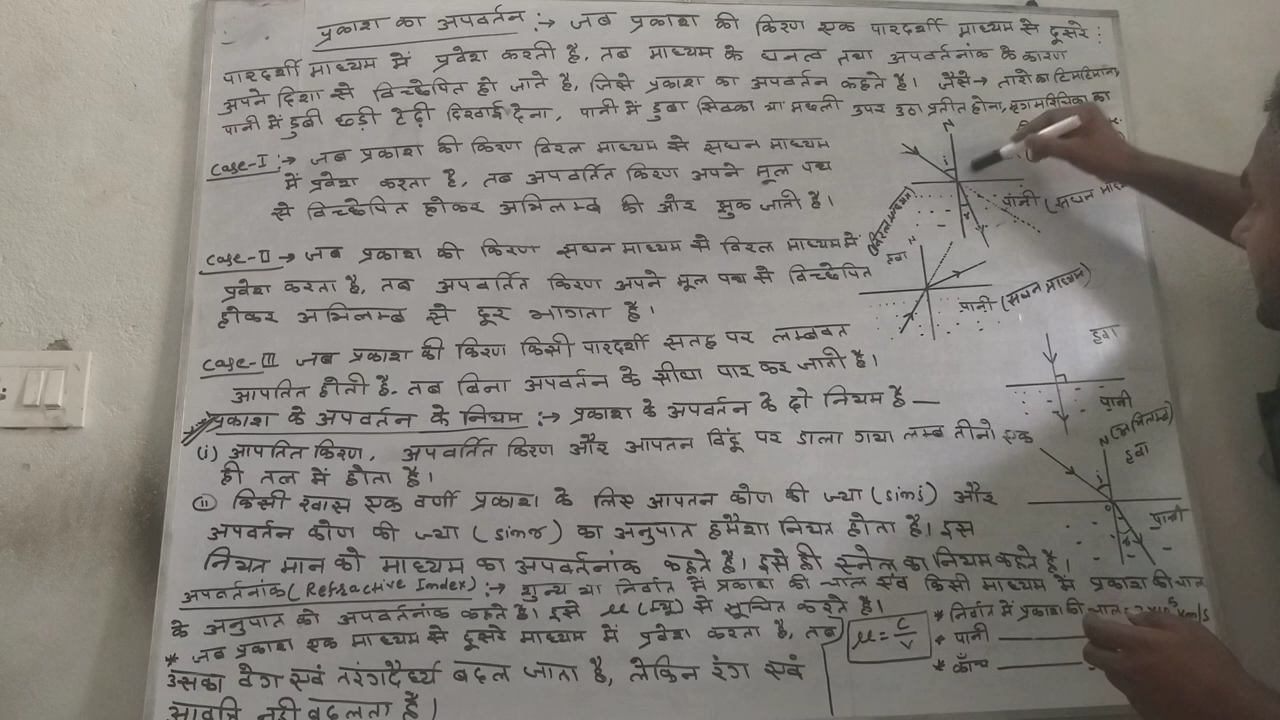 प्रकाश का अपवर्तन :→ जब प्रकाश की किरण एक पारदर्शी माध्यम से दूसरे
पारदर्शी माध्यम में प्रवेश करती है, तब माध्यम के घनत्व तथा अपवर्तनांक के कारण
अपने दिशा से विच्छेपित हो जाते है, जिसे प्रकाश का अपवर्तन कहते है। जैसे→ तारों का टिमटिमाना,
पानी में डुबी छड़ी टेढ़ी दिखाई देना, पानी में डुबा सिक्का या मछली उपर उठा प्रतीत होना, मृगमरिचिका का
Case-I :→ जब प्रकाश की किरण विरल माध्यम से सघन माध्यम
में प्रवेश करता है, तब अपवर्तित किरण अपने मूल पथ
से विच्छेपित होकर अभिलम्ब की ओर झुक जाती है।
N
i
r
पानी (सघन माध्य
(विरल माध्यम)
Case-II → जब प्रकाश की किरण सघन माध्यम से विरल माध्यम में
प्रवेश करता है, तब अपवर्तित किरण अपने मूल पथ से विच्छेपित
होकर अभिलम्ब से दूर भागता है।
N
हवा
पानी (सघन माध्यम)
Case-III जब प्रकाश की किरण किसी पारदर्शी सतह पर लम्बवत
आपतित होती है. तब बिना अपवर्तन के सीधा पार कर जाती है।
हवा
पानी
प्रकाश के अपवर्तन के नियम :→ प्रकाश के अपवर्तन के दो नियम है —
(i) आपतित किरण, अपवर्तित किरण और आपतन विंदु पर डाला गया लम्ब तीनो एक
ही तल में होता है।
N (अभिलम्ब)
हवा
i
पानी
r
(ii) किसी खास एक वर्णी प्रकाश के लिए आपतन कोण की ज्या (sini) और
अपवर्तन कोण की ज्या (sinr) का अनुपात हमेशा नियत होता है। इस
नियत मान को माध्यम का अपवर्तनांक कहते है। इसे ही स्नेल का नियम कहते है.
अपवर्तनांक (Refractive Index) :→ शुन्य या निर्वात में प्रकाश की चाल एवं किसी माध्यम में प्रकाश की चाल
के अनुपात को अपवर्तनांक कहते है। इसे μ (म्यु) से सूचित करते है।
* जब प्रकाश एक माध्यम से दूसरे माध्यम में प्रवेश करता है, तब
उसका वेग एवं तरंगदैर्ध्य बदल जाता है, लेकिन रंग एवं
आवृत्ति नहीं बदलता है।
μ = c/v
* निर्वात में प्रकाश की चाल
* पानी
* काँच